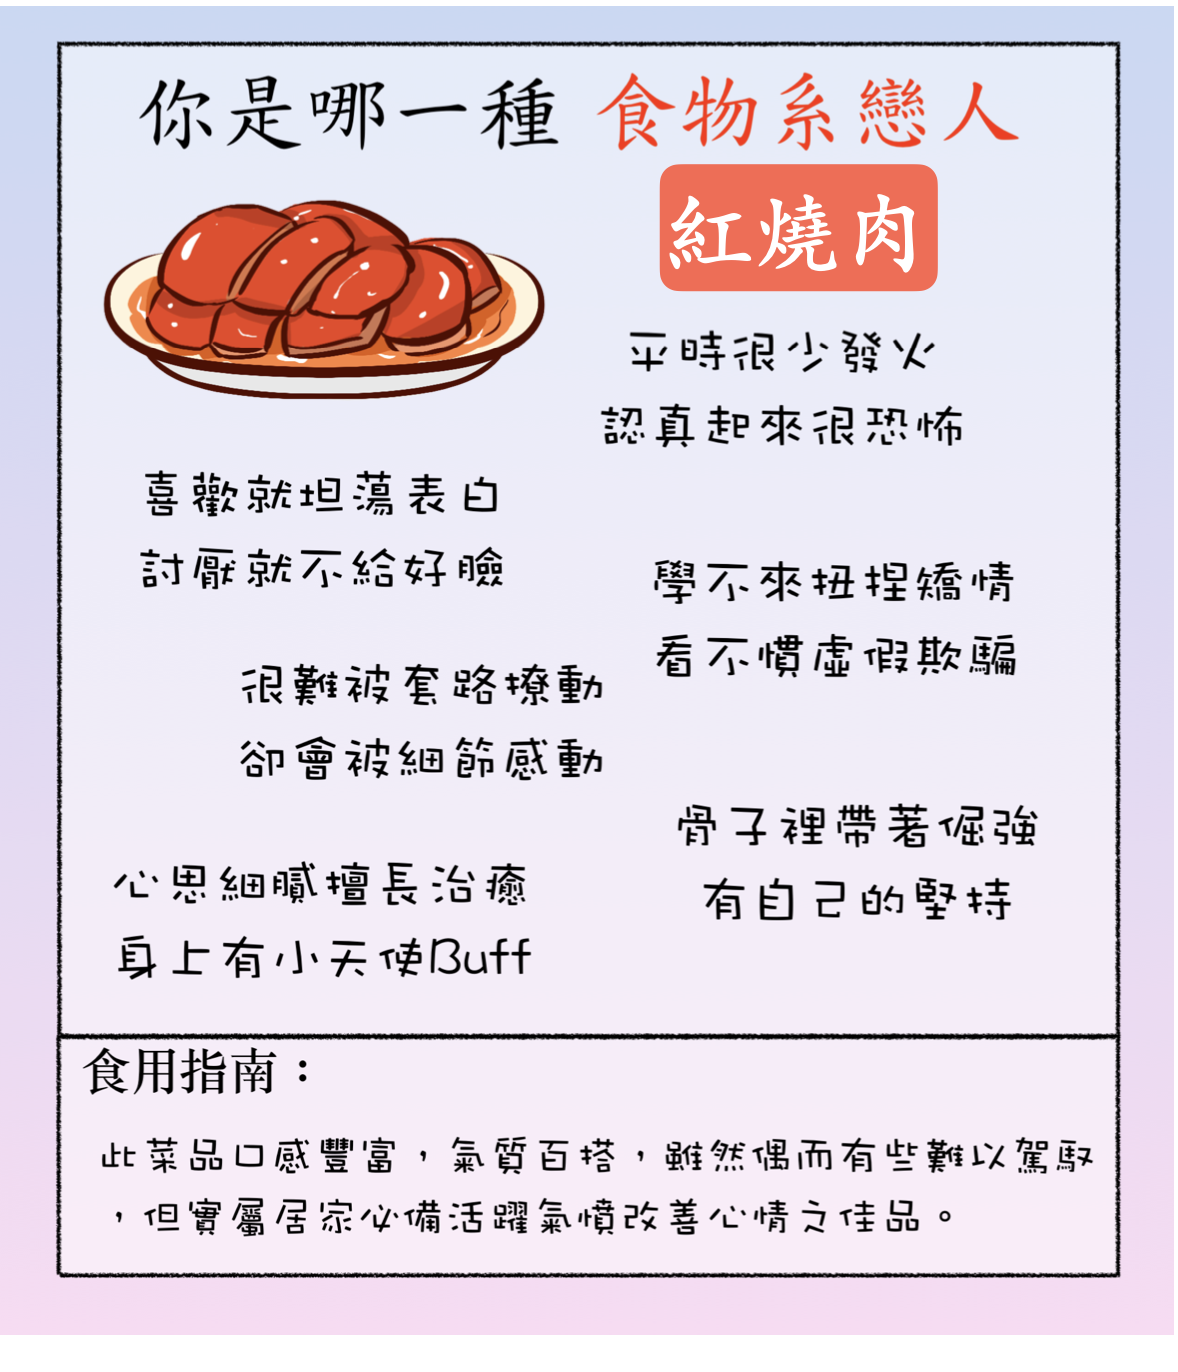 你是哪一種 食物系戀人
紅燒肉
平時很少發火
認真起來很恐怖
喜歡就坦蕩表白
討厭就不給好臉
學不來扭捏矯情
看不慣虛假欺騙
很難被套路撩動
卻會被細節感動
骨子裡帶著倔強
有自己的堅持
心思細膩擅長治癒
身上有小天使Buff
食用指南：
此菜品口感豐富，氣質百搭，雖然偶而有些難以駕馭
，但實屬居家必備活躍氣憤改善心情之佳品。